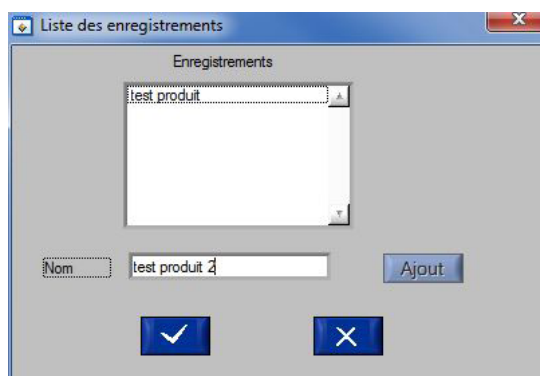 Liste des enregistrements
Enregistrements
test produit
Nom
test produit 2
Ajout